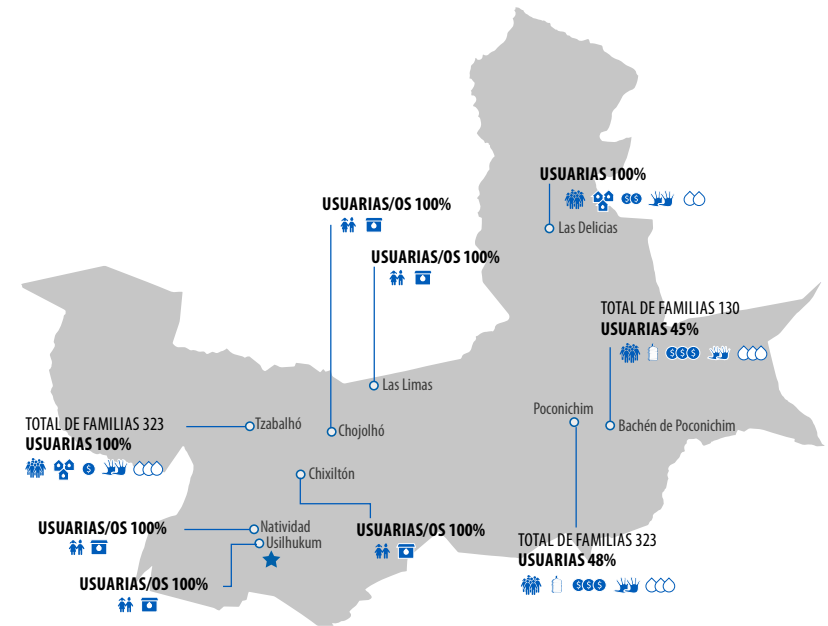 USUARIAS 100%
Las Delicias
USUARIAS/OS 100%
USUARIAS/OS 100%
TOTAL DE FAMILIAS 130
USUARIAS 45%
Las Limas
Poconichim
Bachén de Poconichim
TOTAL DE FAMILIAS 323
USUARIAS 100%
Tzabalhó
Chojolhó
Chixiltón
USUARIAS/OS 100%
Natividad
Usilhukum
USUARIAS/OS 100%
TOTAL DE FAMILIAS 323
USUARIAS 48%
USUARIAS/OS 100%